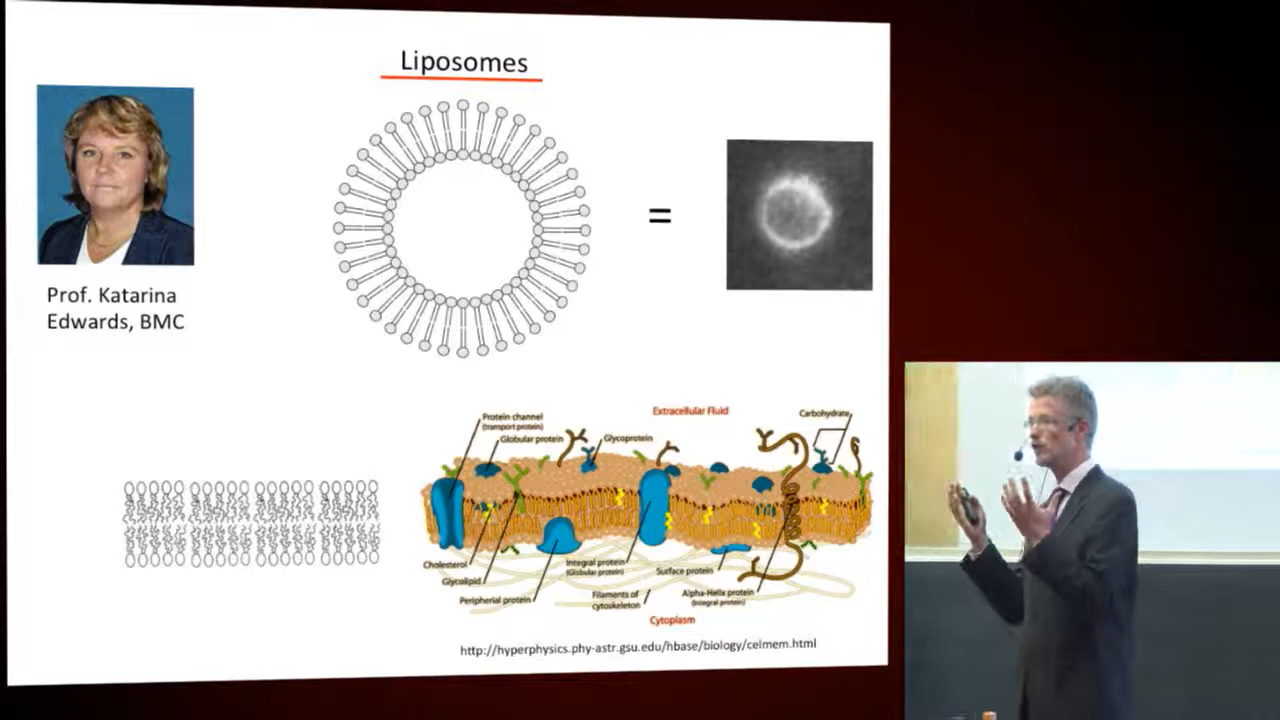 Liposomes
=
Prof. Katarina
Edwards, BMC
Protein channel
(transport protein)
Globular protein
Glycoprotein
Extracellular Fluid
Carbohydrate
Cholesterol
Glycolipid
Peripherial protein
Integral protein
(Globular protein)
Filaments of
cytoskeleton
Surface protein
Alpha-Helix protein
(Integral protein)
Cytoplasm
http://hyperphysics.phy-astr.gsu.edu/hbase/biology/celmem.html